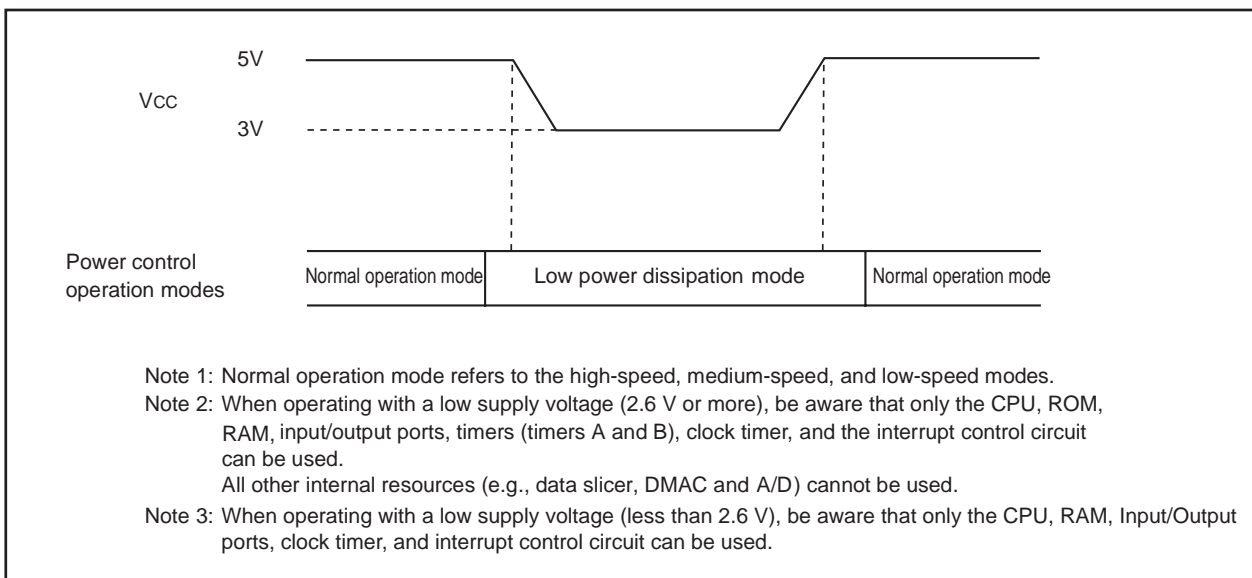 5V
VCC
3V
Power control
operation modes
Normal operation mode
Low power dissipation mode
Normal operation mode
Note 1: Normal operation mode refers to the high-speed, medium-speed, and low-speed modes.
Note 2: When operating with a low supply voltage (2.6 V or more), be aware that only the CPU, ROM,
RAM, input/output ports, timers (timers A and B), clock timer, and the interrupt control circuit
can be used.
All other internal resources (e.g., data slicer, DMAC and A/D) cannot be used.
Note 3: When operating with a low supply voltage (less than 2.6 V), be aware that only the CPU, RAM, Input/Output
ports, clock timer, and interrupt control circuit can be used.